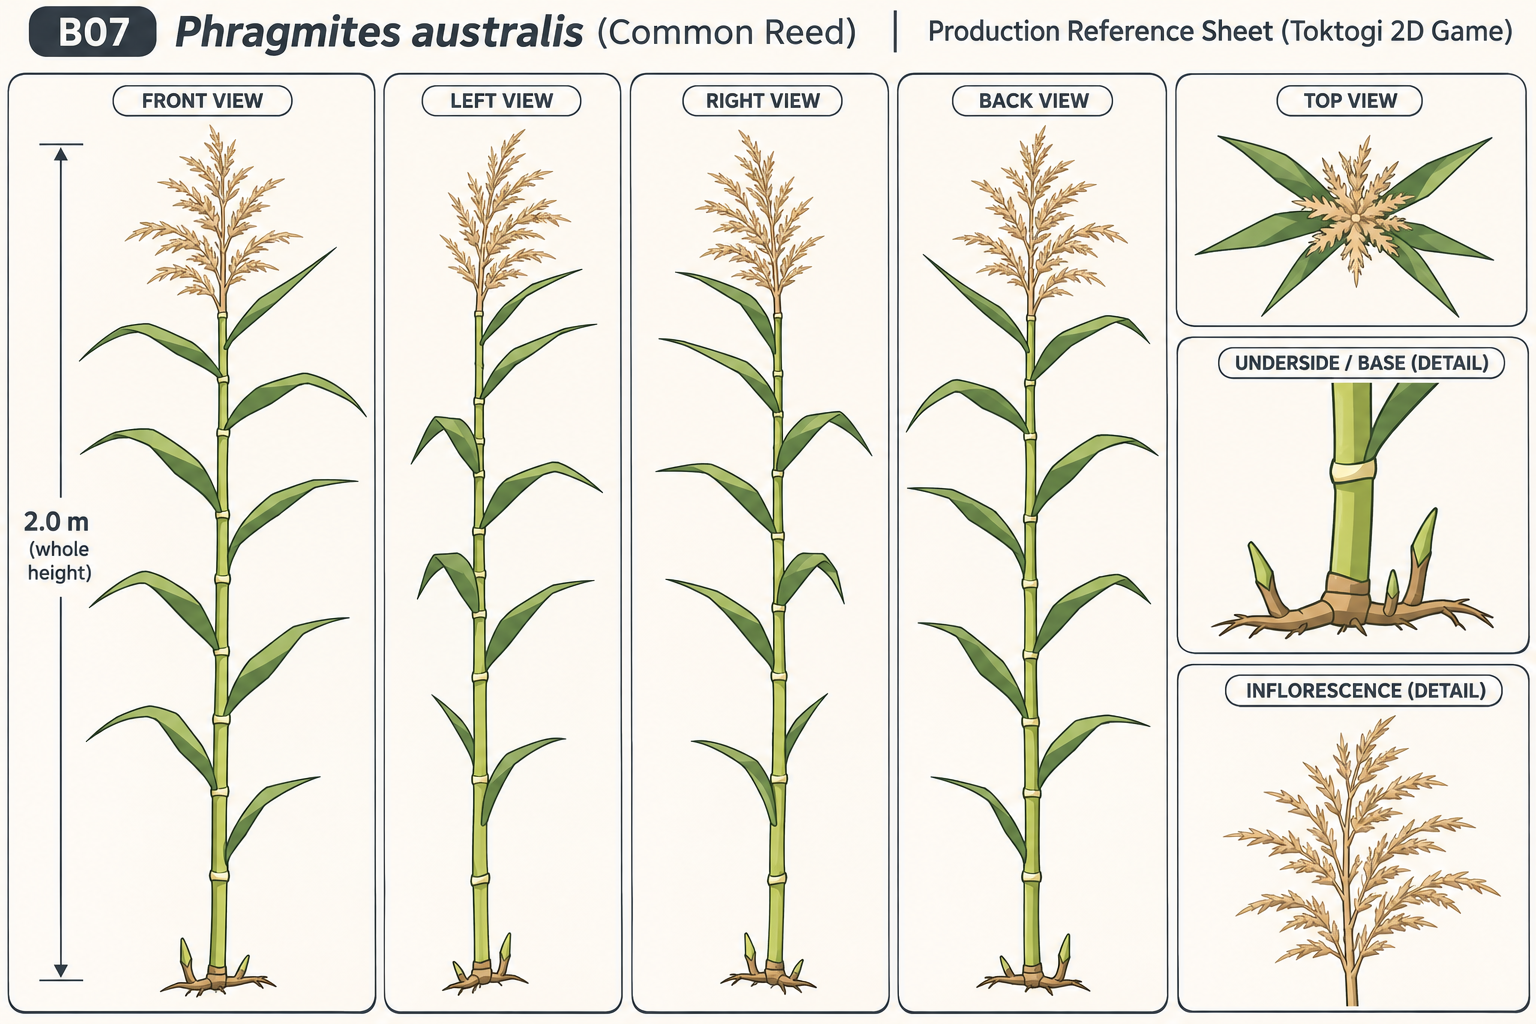 B07 Phragmites australis (Common Reed) | Production Reference Sheet (Toktogi 2D Game)
FRONT VIEW
LEFT VIEW
RIGHT VIEW
BACK VIEW
TOP VIEW
2.0 m
(whole
height)
UNDERSIDE / BASE (DETAIL)
INFLORESCENCE (DETAIL)